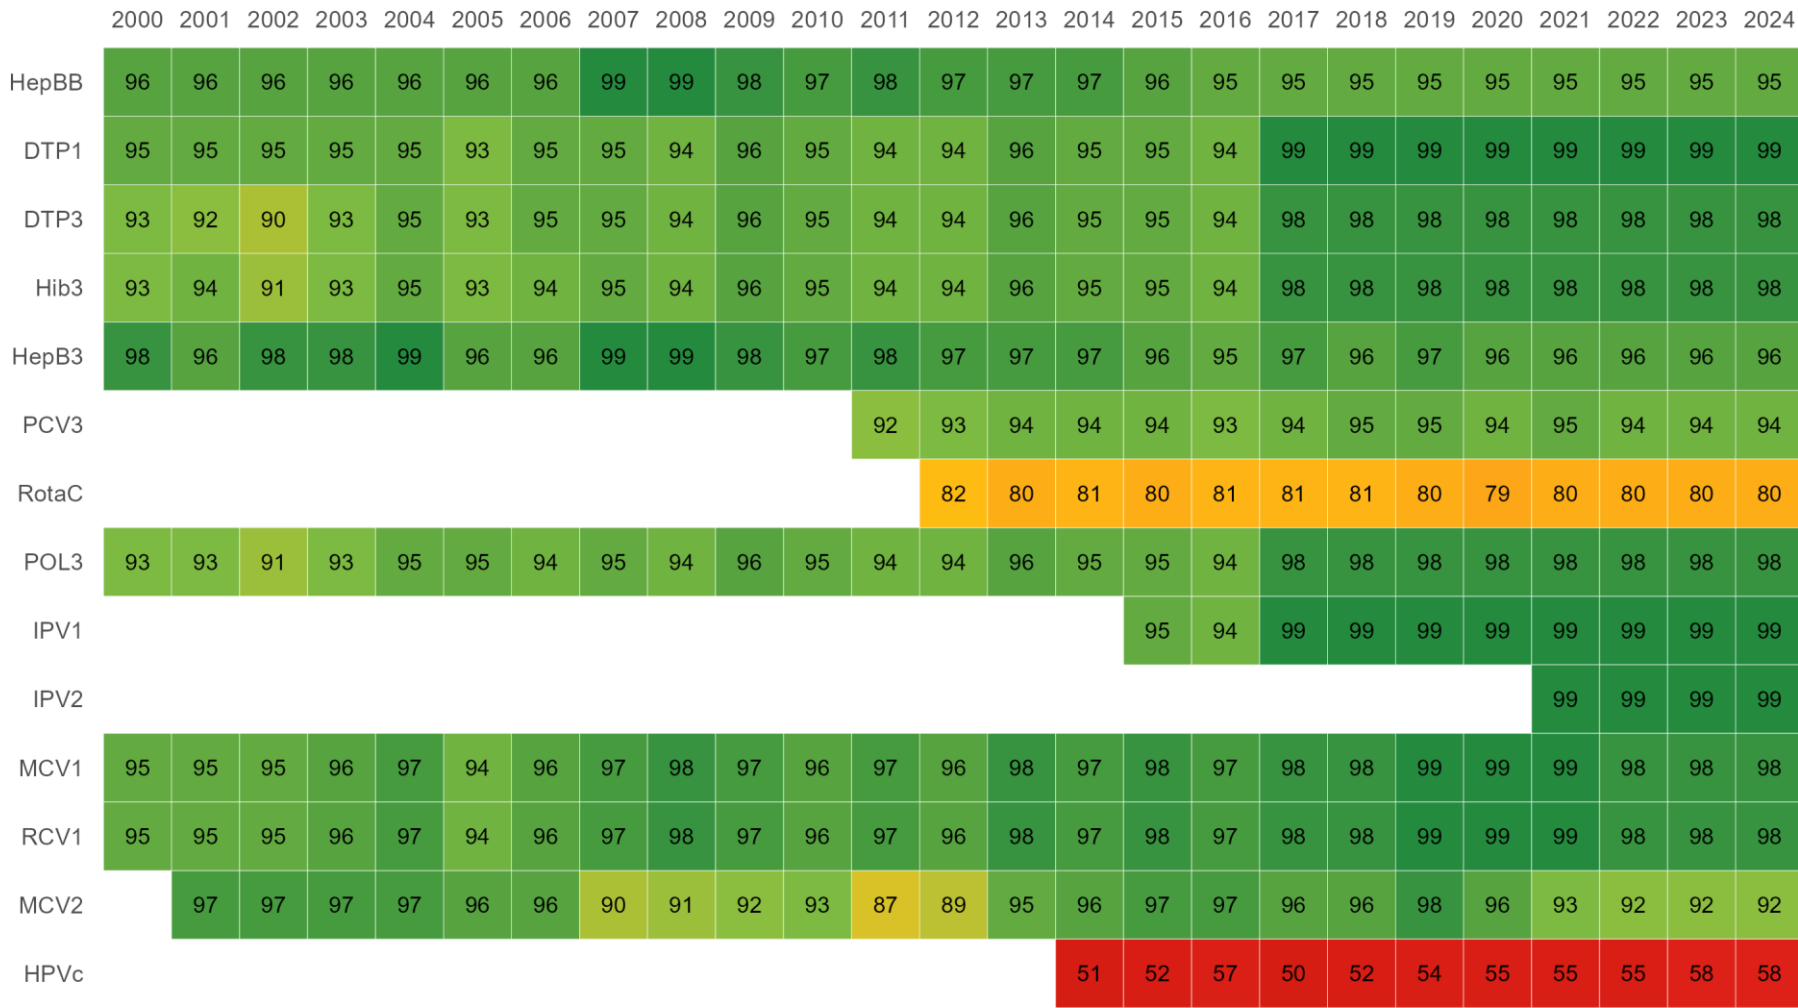 2000 2001 2002 2003 2004 2005 2006 2007 2008 2009 2010 2011 2012 2013 2014 2015 2016 2017 2018 2019 2020 2021 2022 2023 2024
HepBB 96 96 96 96 96 96 96 99 99 98 97 98 97 97 97 96 95 95 95 95 95 95 95 95 95
DTP1 95 95 95 95 95 93 95 95 94 96 95 94 94 96 95 95 94 99 99 99 99 99 99 99 99
DTP3 93 92 90 93 95 93 95 95 94 96 95 94 94 96 95 95 94 98 98 98 98 98 98 98 98
Hib3 93 94 91 93 95 93 94 95 94 96 95 94 94 96 95 95 94 98 98 98 98 98 98 98 98
HepB3 98 96 98 98 99 96 96 99 99 98 97 98 97 97 97 96 95 97 96 97 96 96 96 96 96
PCV3 92 93 94 94 94 93 94 95 95 94 95 94 94 94
RotaC 82 80 81 80 81 81 81 80 79 80 80 80 80
POL3 93 93 91 93 95 95 94 95 94 96 95 94 94 96 95 95 94 98 98 98 98 98 98 98 98
IPV1 95 94 99 99 99 99 99 99 99 99
IPV2 99 99 99 99
MCV1 95 95 95 96 97 94 96 97 98 97 96 97 96 98 97 98 97 98 98 99 99 99 98 98 98
RCV1 95 95 95 96 97 94 96 97 98 97 96 97 96 98 97 98 97 98 98 99 99 99 98 98 98
MCV2 97 97 97 97 96 96 90 91 92 93 87 89 95 96 97 97 96 96 98 96 93 92 92 92
HPVc 51 52 57 50 52 54 55 55 55 58 58